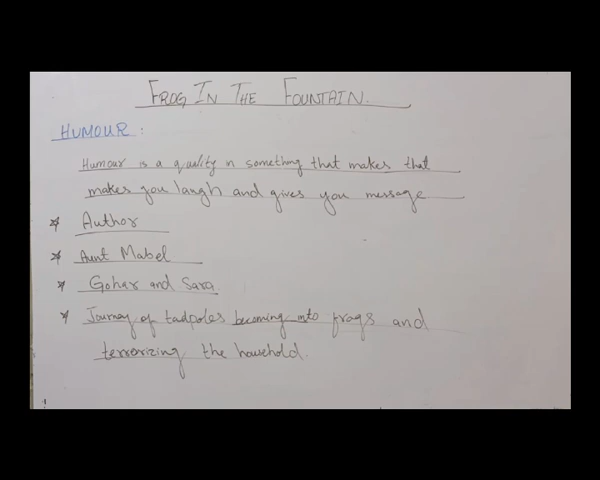 FROG IN THE FOUNTAIN.
HUMOUR:
Humour is a quality in something that makes that
makes you laugh and gives you message
* Author
* Aunt Mabel
* Gohar and Sara
* Journey of tadpoles becoming into frogs and
terrorizing the household.